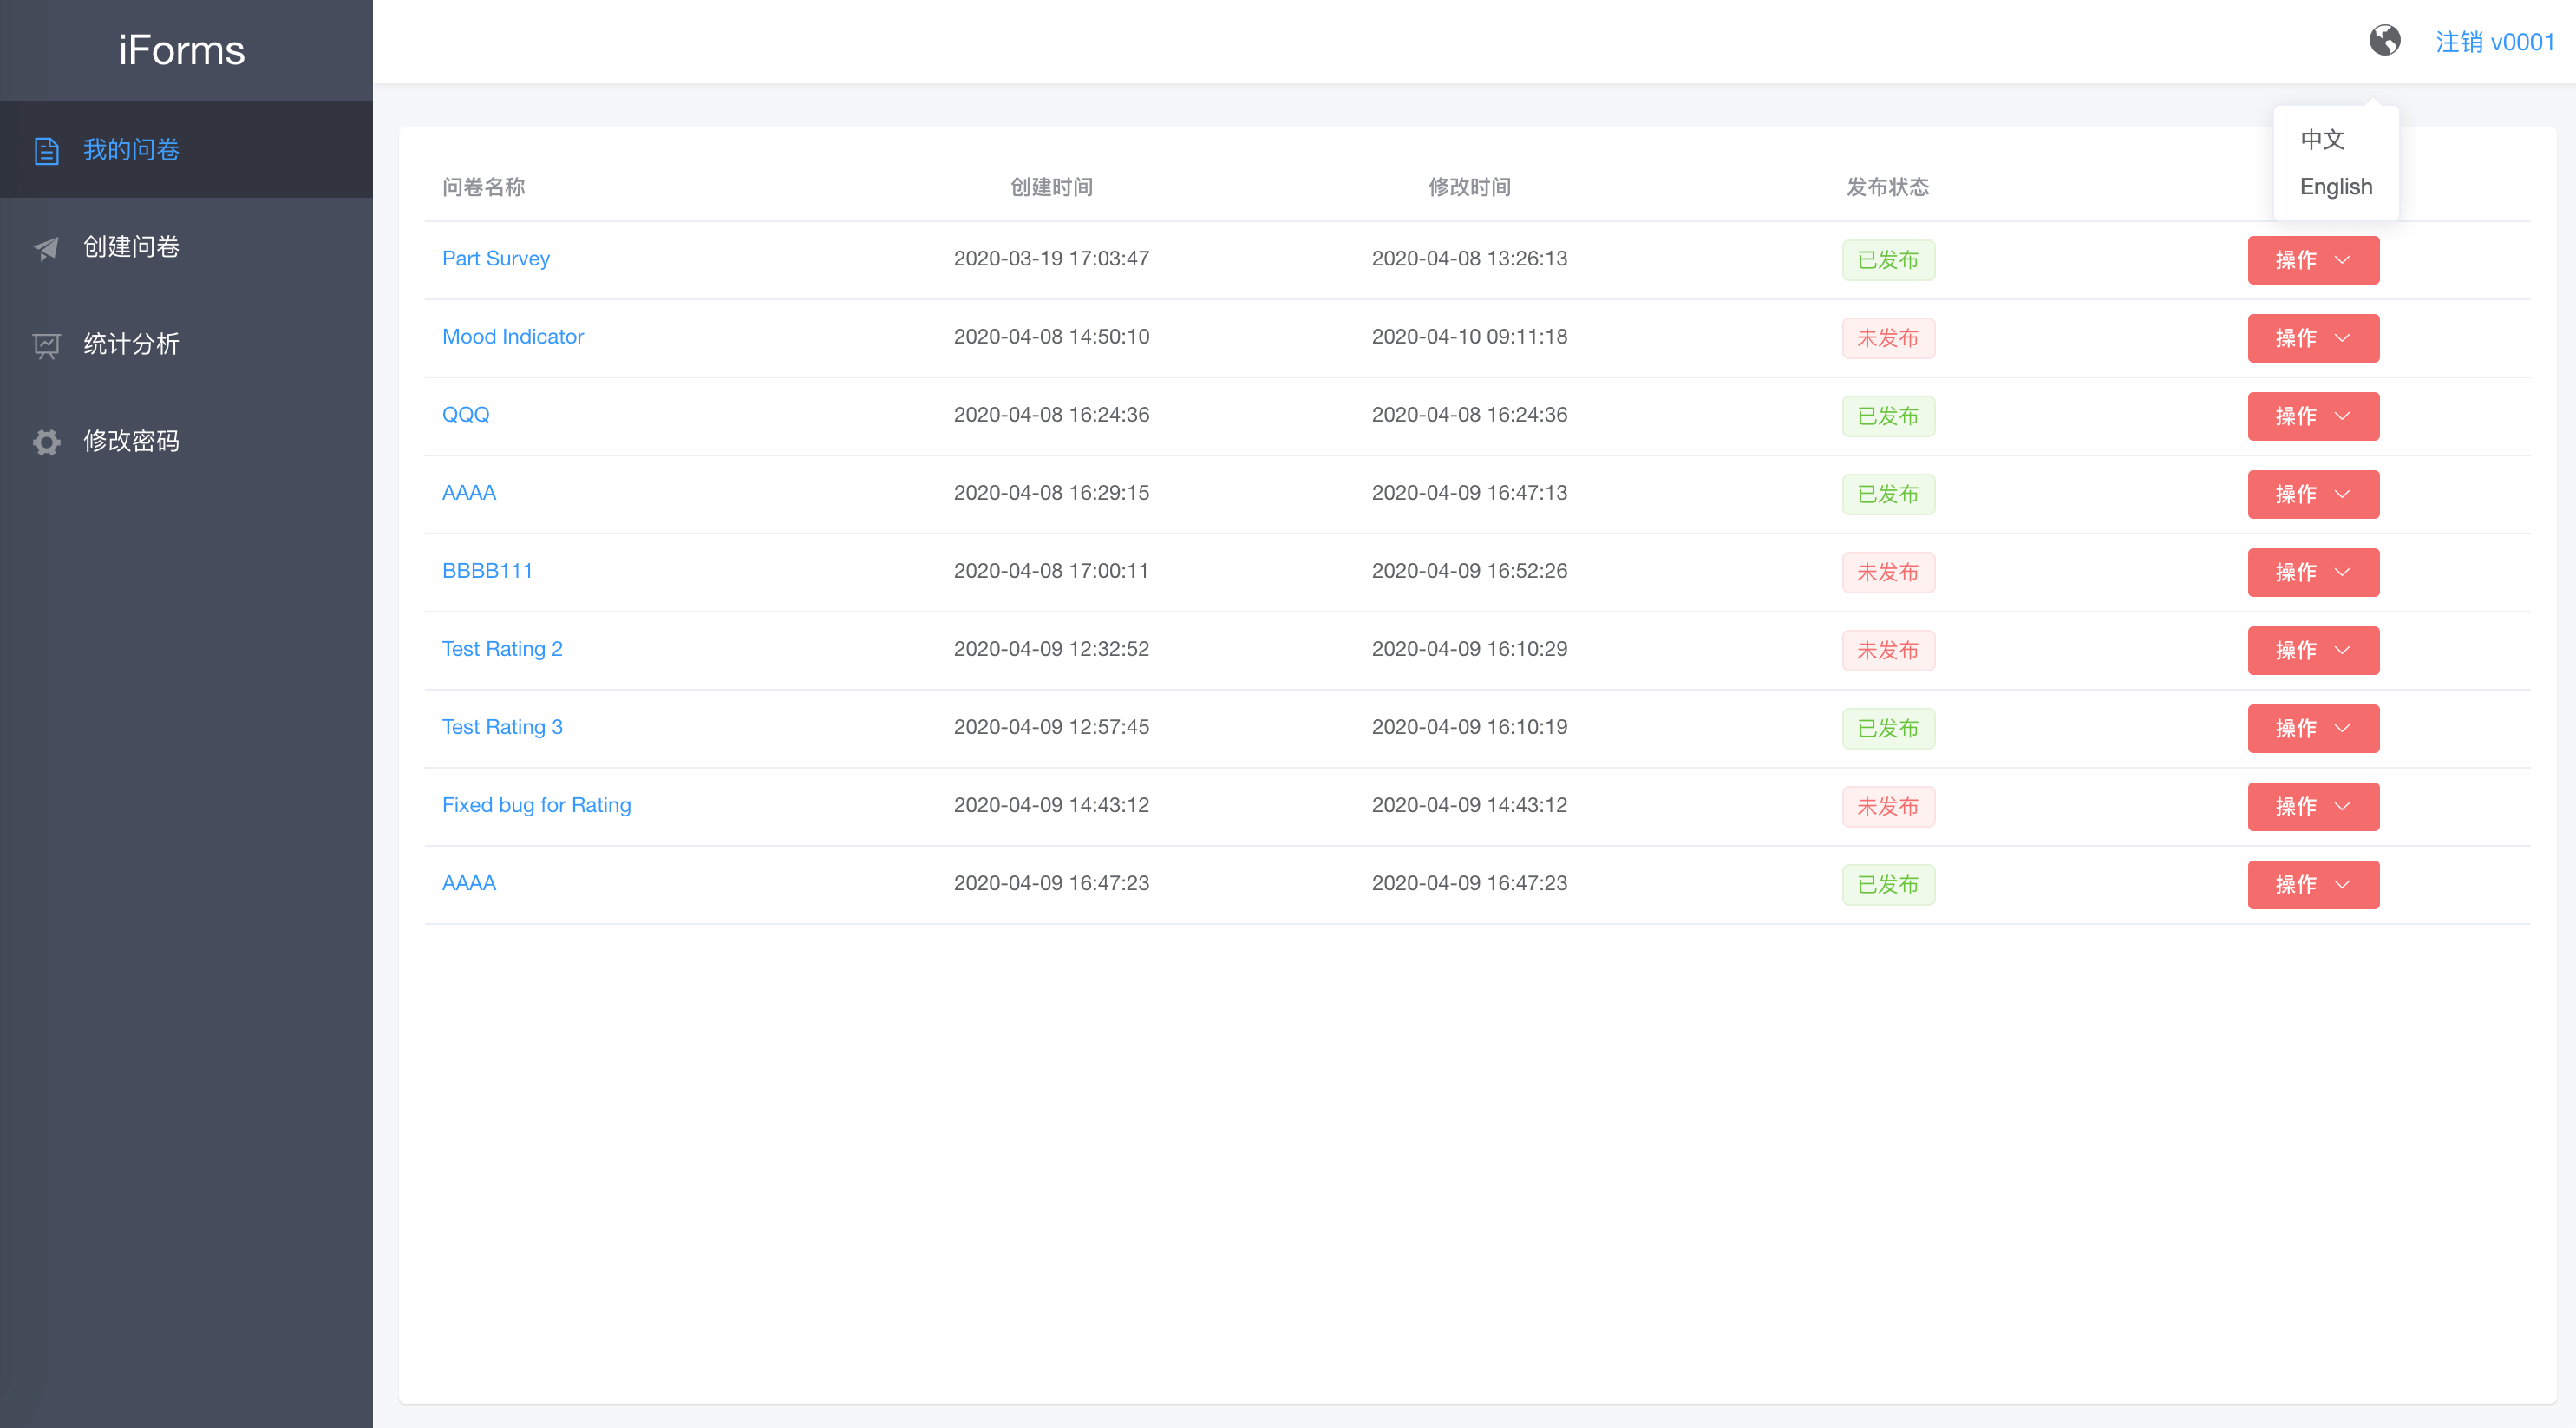 iForms
注销 v0001
我的问卷
创建问卷
统计分析
修改密码
中文
English
问卷名称 创建时间 修改时间 发布状态
Part Survey 2020-03-19 17:03:47 2020-04-08 13:26:13 已发布 操作
Mood Indicator 2020-04-08 14:50:10 2020-04-10 09:11:18 未发布 操作
QQQ 2020-04-08 16:24:36 2020-04-08 16:24:36 已发布 操作
AAAA 2020-04-08 16:29:15 2020-04-09 16:47:13 已发布 操作
BBBB111 2020-04-08 17:00:11 2020-04-09 16:52:26 未发布 操作
Test Rating 2 2020-04-09 12:32:52 2020-04-09 16:10:29 未发布 操作
Test Rating 3 2020-04-09 12:57:45 2020-04-09 16:10:19 已发布 操作
Fixed bug for Rating 2020-04-09 14:43:12 2020-04-09 14:43:12 未发布 操作
AAAA 2020-04-09 16:47:23 2020-04-09 16:47:23 已发布 操作